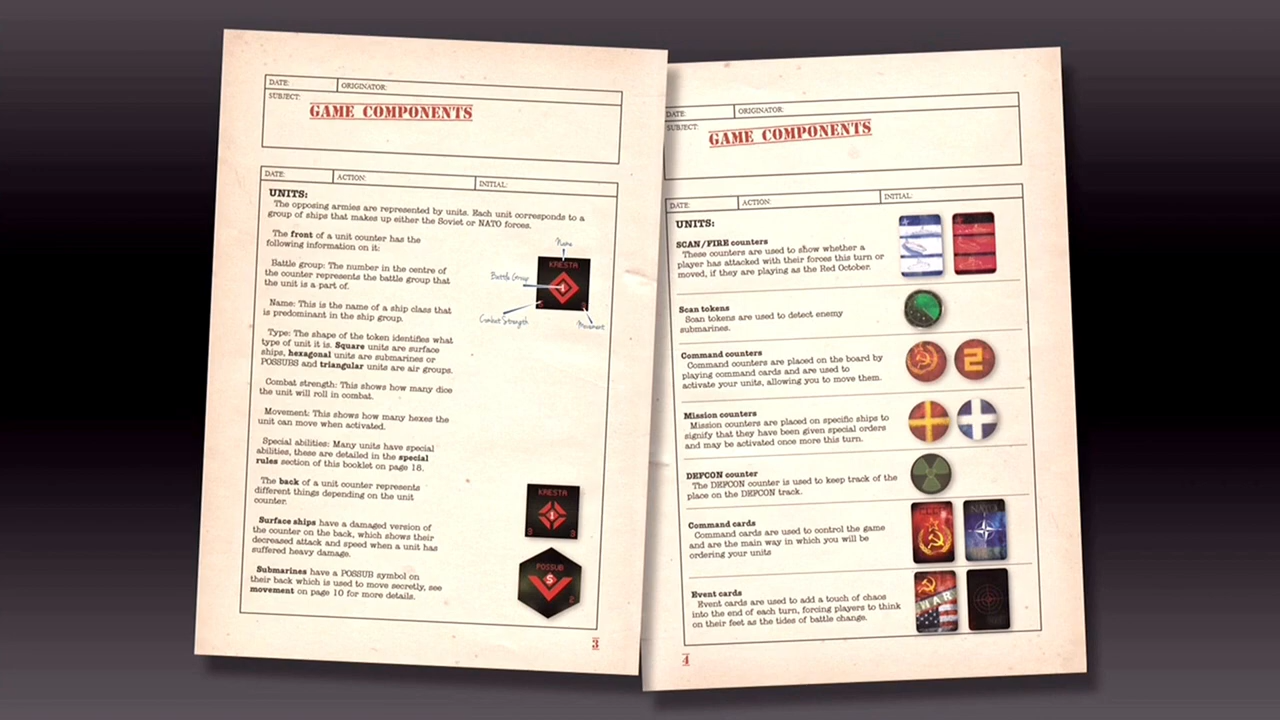 DATE:
ORIGINATOR:
SUBJECT:
GAME COMPONENTS
DATE:
ACTION:
INITIAL:
UNITS:
The opposing armies are represented by units. Each unit corresponds to a
group of ships that makes up either the Soviet or NATO forces.
The front of a unit counter has the
following information on it:
Battle group: The number in the centre of
the counter represents the battle group that
the unit is a part of.
Name: This is the name of a ship class that
is predominant in the ship group.
Type: The shape of the token identifies what
type of unit it is. Square units are surface
ships, hexagonal units are submarines or
POSSUBS and triangular units are air groups.
Combat strength: This shows how many dice
the unit will roll in combat.
Movement: This shows how many hexes the
unit can move when activated.
Special abilities: Many units have special
abilities, these are detailed in the special
rules section of this booklet on page 18.
The back of a unit counter represents
different things depending on the unit
counter.
Surface ships have a damaged version of
the counter on the back, which shows their
decreased attack and speed when a unit has
suffered heavy damage.
Submarines have a POSSUB symbol on
their back which is used to move secretly, see
movement on page 10 for more details.
Name
KRESTA
Battle Group
1
Combat Strength
Movement
KRESTA
1
POSSUB
S
3
DATE:
ORIGINATOR:
SUBJECT:
GAME COMPONENTS
DATE:
ACTION:
INITIAL:
UNITS:
SCAN/FIRE counters
These counters are used to show whether a
player has attacked with their forces this turn or
moved, if they are playing as the Red October.
Scan tokens
Scan tokens are used to detect enemy
submarines.
Command counters
Command counters are placed on the board by
playing command cards and are used to
activate your units, allowing you to move them.
2
Mission counters
Mission counters are placed on specific ships to
signify that they have been given special orders
and may be activated once more this turn.
DEFCON counter
The DEFCON counter is used to keep track of the
place on the DEFCON track.
Command cards
Command cards are used to control the game
and are the main way in which you will be
ordering your units
CCCP
NATO
Event cards
Event cards are used to add a touch of chaos
into the end of each turn, forcing players to think
on their feet as the tides of battle change.
WAR
4